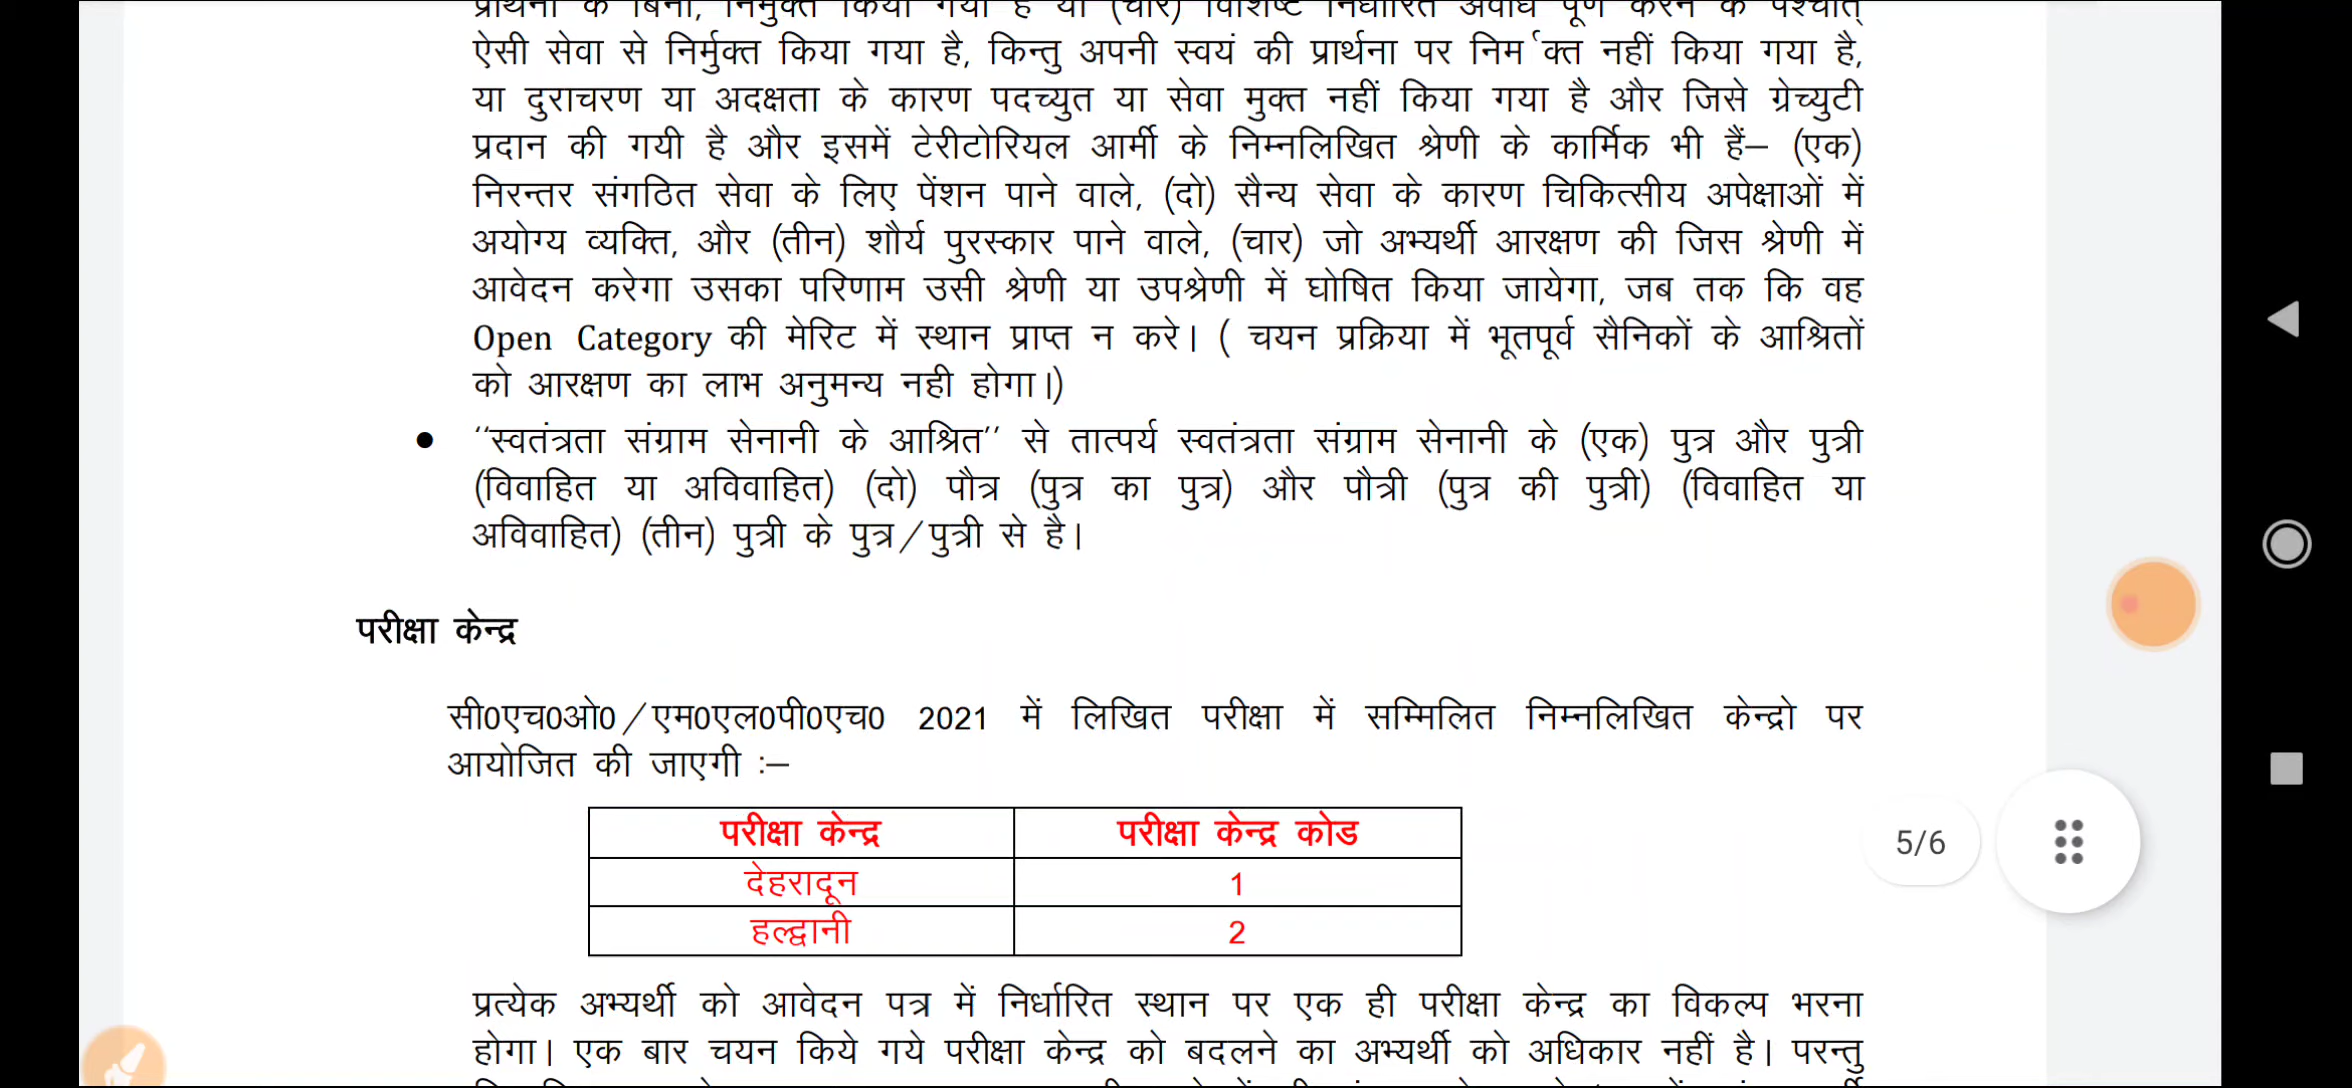 प्रार्थना के बिना, निर्मुक्त किया गया है या (चार) विशिष्ट निर्धारित अवधि पूर्ण करने के पश्चात्
ऐसी सेवा से निर्मुक्त किया गया है, किन्तु अपनी स्वयं की प्रार्थना पर निर्मुक्त नहीं किया गया है,
या दुराचरण या अदक्षता के कारण पदच्युत या सेवा मुक्त नहीं किया गया है और जिसे ग्रेच्युटी
प्रदान की गयी है और इसमें टेरीटोरियल आर्मी के निम्नलिखित श्रेणी के कार्मिक भी हैं– (एक)
निरन्तर संगठित सेवा के लिए पेंशन पाने वाले, (दो) सैन्य सेवा के कारण चिकित्सीय अपेक्षाओं में
अयोग्य व्यक्ति, और (तीन) शौर्य पुरस्कार पाने वाले, (चार) जो अभ्यर्थी आरक्षण की जिस श्रेणी में
आवेदन करेगा उसका परिणाम उसी श्रेणी या उपश्रेणी में घोषित किया जायेगा, जब तक कि वह
Open Category की मेरिट में स्थान प्राप्त न करे। ( चयन प्रक्रिया में भूतपूर्व सैनिकों के आश्रितों
को आरक्षण का लाभ अनुमन्य नही होगा।)
● ‘‘स्वतंत्रता संग्राम सेनानी के आश्रित’’ से तात्पर्य स्वतंत्रता संग्राम सेनानी के (एक) पुत्र और पुत्री
(विवाहित या अविवाहित) (दो) पौत्र (पुत्र का पुत्र) और पौत्री (पुत्र की पुत्री) (विवाहित या
अविवाहित) (तीन) पुत्री के पुत्र/पुत्री से है।
परीक्षा केन्द्र
सी0एच0ओ0/एम0एल0पी0एच0 2021 में लिखित परीक्षा में सम्मिलित निम्नलिखित केन्द्रो पर
आयोजित की जाएगी :–
परीक्षा केन्द्र परीक्षा केन्द्र कोड
देहरादून 1
हल्द्वानी 2
5/6
प्रत्येक अभ्यर्थी को आवेदन पत्र में निर्धारित स्थान पर एक ही परीक्षा केन्द्र का विकल्प भरना
होगा। एक बार चयन किये गये परीक्षा केन्द्र को बदलने का अभ्यर्थी को अधिकार नहीं है। परन्तु